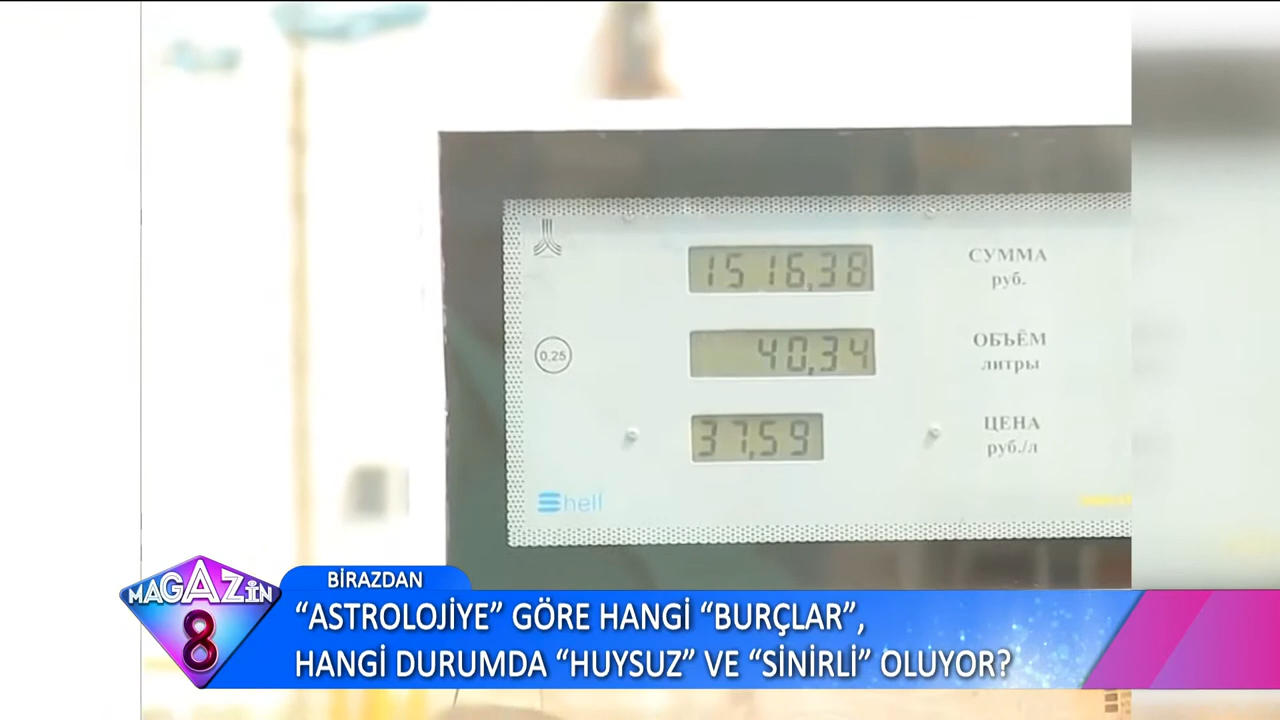 1516,38
СУММА
руб.
0,25
40,34
ОБЪЁМ
литры
37,59
ЦЕНА
руб./л
Shell
MAGAZİN
8
BİRAZDAN
“ASTROLOJİYE” GÖRE HANGİ “BURÇLAR”,
HANGİ DURUMDA “HUYSUZ” VE “SİNİRLİ” OLUYOR?